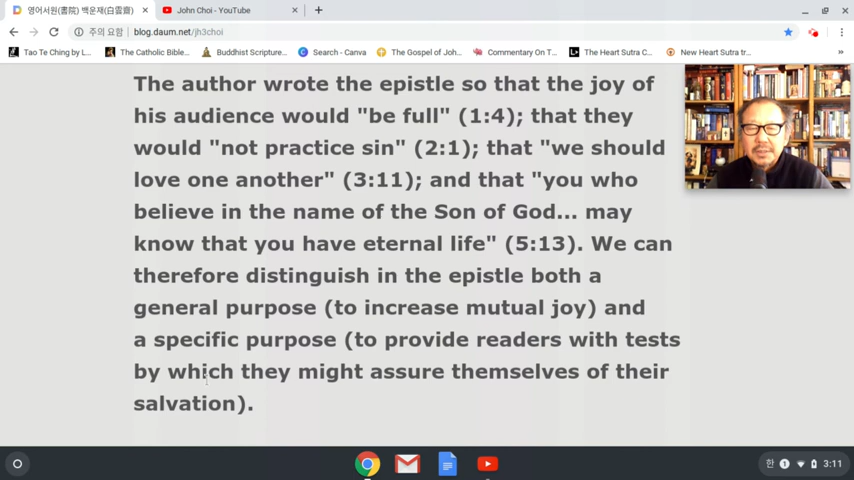 영어서원(書院) 백운재(白雲齋)
John Choi - YouTube
주의 요함
blog.daum.net/jh3choi
Tao Te Ching by L...
The Catholic Bible...
Buddhist Scripture...
Search - Canva
The Gospel of Joh...
Commentary On T...
The Heart Sutra C...
New Heart Sutra tr...
The author wrote the epistle so that the joy of
his audience would "be full" (1:4); that they
would "not practice sin" (2:1); that "we should
love one another" (3:11); and that "you who
believe in the name of the Son of God... may
know that you have eternal life" (5:13). We can
therefore distinguish in the epistle both a
general purpose (to increase mutual joy) and
a specific purpose (to provide readers with tests
by which they might assure themselves of their
salvation).
한
3:11